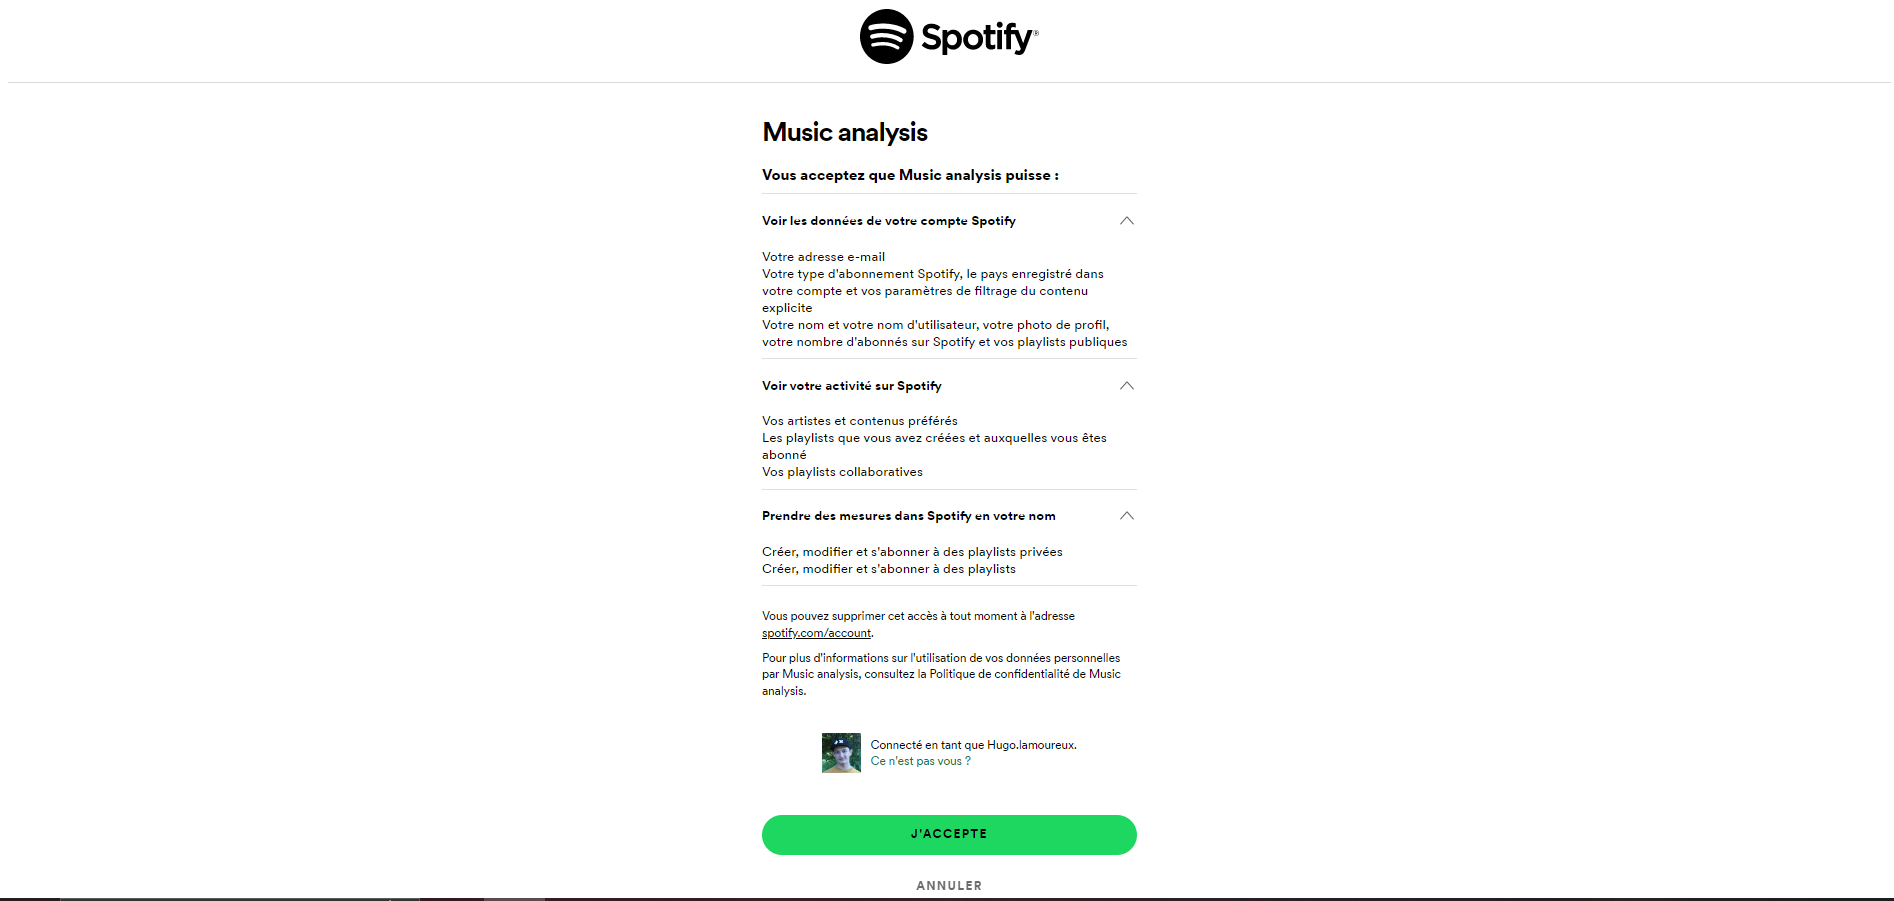 Spotify®
Music analysis
Vous acceptez que Music analysis puisse :
Voir les données de votre compte Spotify
Votre adresse e-mail
Votre type d'abonnement Spotify, le pays enregistré dans
votre compte et vos paramètres de filtrage du contenu
explicite
Votre nom et votre nom d'utilisateur, votre photo de profil,
votre nombre d'abonnés sur Spotify et vos playlists publiques
Voir votre activité sur Spotify
Vos artistes et contenus préférés
Les playlists que vous avez créées et auxquelles vous êtes
abonné
Vos playlists collaboratives
Prendre des mesures dans Spotify en votre nom
Créer, modifier et s'abonner à des playlists privées
Créer, modifier et s'abonner à des playlists
Vous pouvez supprimer cet accès à tout moment à l'adresse
spotify.com/account.
Pour plus d'informations sur l'utilisation de vos données personnelles
par Music analysis, consultez la Politique de confidentialité de Music
analysis.
Connecté en tant que Hugo.lamoureux.
Ce n'est pas vous ?
J'ACCEPTE
ANNULER